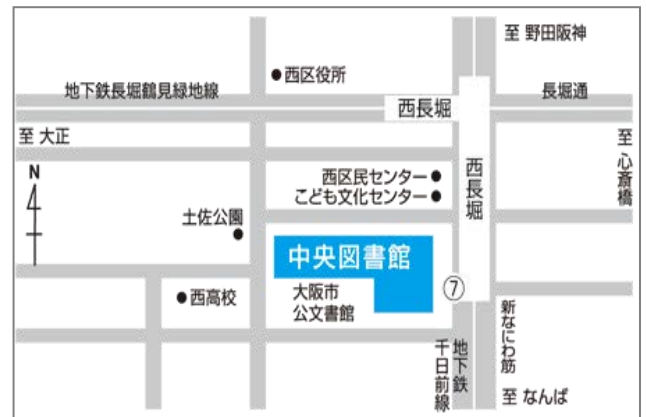 至 野田阪神
西区役所
地下鉄長堀鶴見緑地線
長堀通
西長堀
至 大正
至 心斎橋
N
西区民センター
こども文化センター
西長堀
土佐公園
中央図書館
西高校
大阪市
公文書館
⑦
新なにわ筋
地下鉄
千日前線
至 なんば